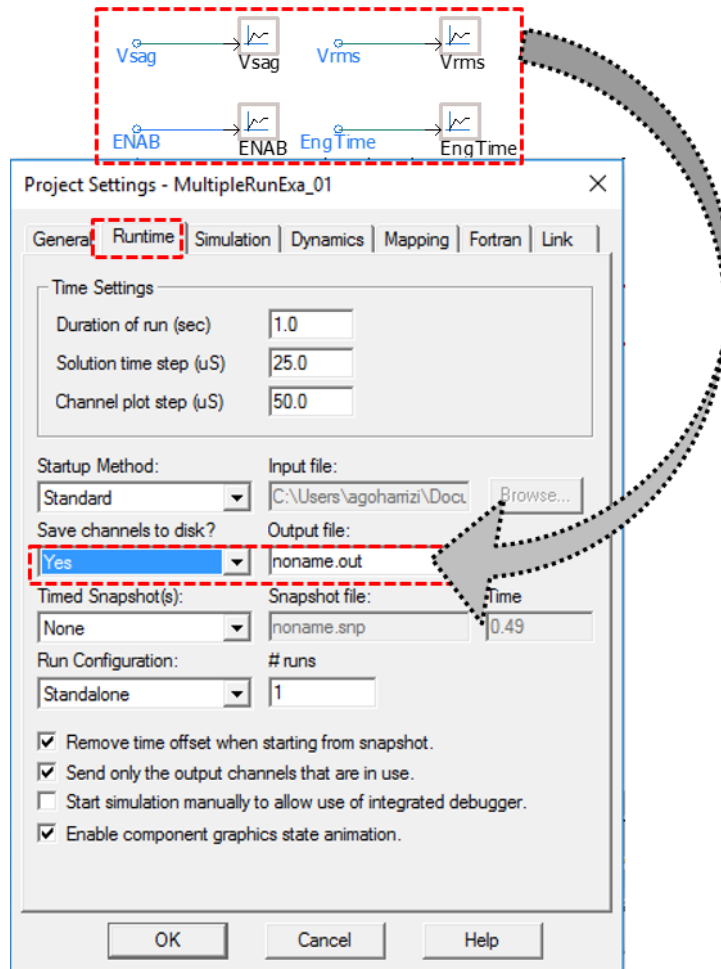 Vsag Vsag Vrms Vrms
ENAB ENAB EngTime EngTime
Project Settings - MultipleRunExa_01
General Runtime Simulation Dynamics Mapping Fortran Link
Time Settings
Duration of run (sec) 1.0
Solution time step (uS) 25.0
Channel plot step (uS) 50.0
Startup Method: Input file:
Standard C:\Users\agoharrizi\Docu Browse...
Save channels to disk? Output file:
Yes noname.out
Timed Snapshot(s): Snapshot file: Time
None noname.snp 0.49
Run Configuration: # runs
Standalone 1
Remove time offset when starting from snapshot.
Send only the output channels that are in use.
Start simulation manually to allow use of integrated debugger.
Enable component graphics state animation.
OK Cancel Help